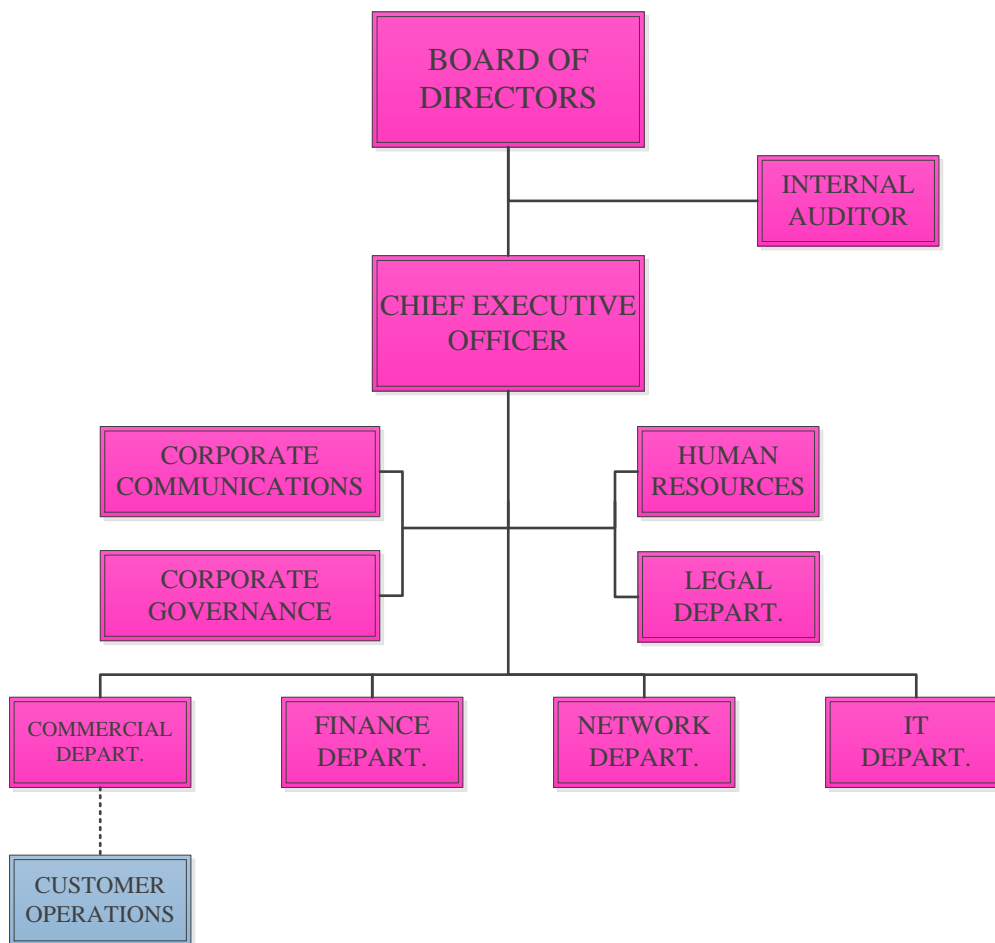 BOARD OF
DIRECTORS
INTERNAL
AUDITOR
CHIEF EXECUTIVE
OFFICER
CORPORATE
COMMUNICATIONS
HUMAN
RESOURCES
CORPORATE
GOVERNANCE
LEGAL
DEPART.
COMMERCIAL
DEPART.
FINANCE
DEPART.
NETWORK
DEPART.
IT
DEPART.
CUSTOMER
OPERATIONS